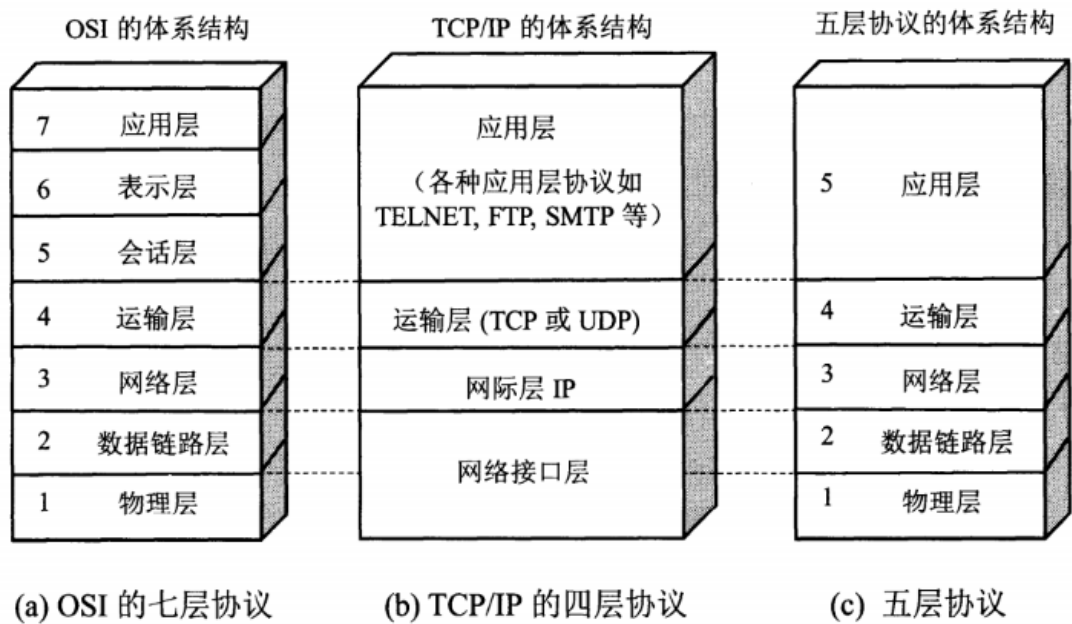 OSI 的体系结构
7 应用层
6 表示层
5 会话层
4 运输层
3 网络层
2 数据链路层
1 物理层
(a) OSI 的七层协议
TCP/IP 的体系结构
应用层
（各种应用层协议如
TELNET, FTP, SMTP 等）
运输层 (TCP 或 UDP)
网际层 IP
网络接口层
(b) TCP/IP 的四层协议
五层协议的体系结构
5 应用层
4 运输层
3 网络层
2 数据链路层
1 物理层
(c) 五层协议